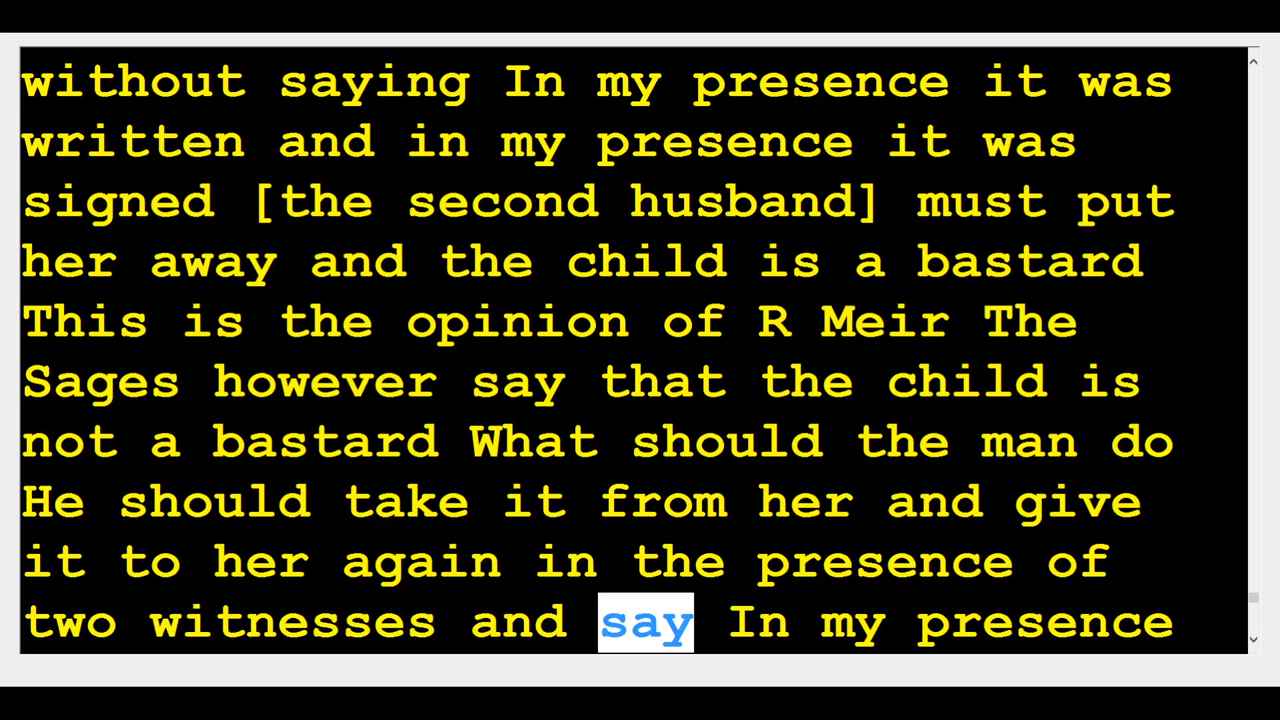 without saying In my presence it was
written and in my presence it was
signed [the second husband] must put
her away and the child is a bastard
This is the opinion of R Meir The
Sages however say that the child is
not a bastard What should the man do
He should take it from her and give
it to her again in the presence of
two witnesses and say In my presence